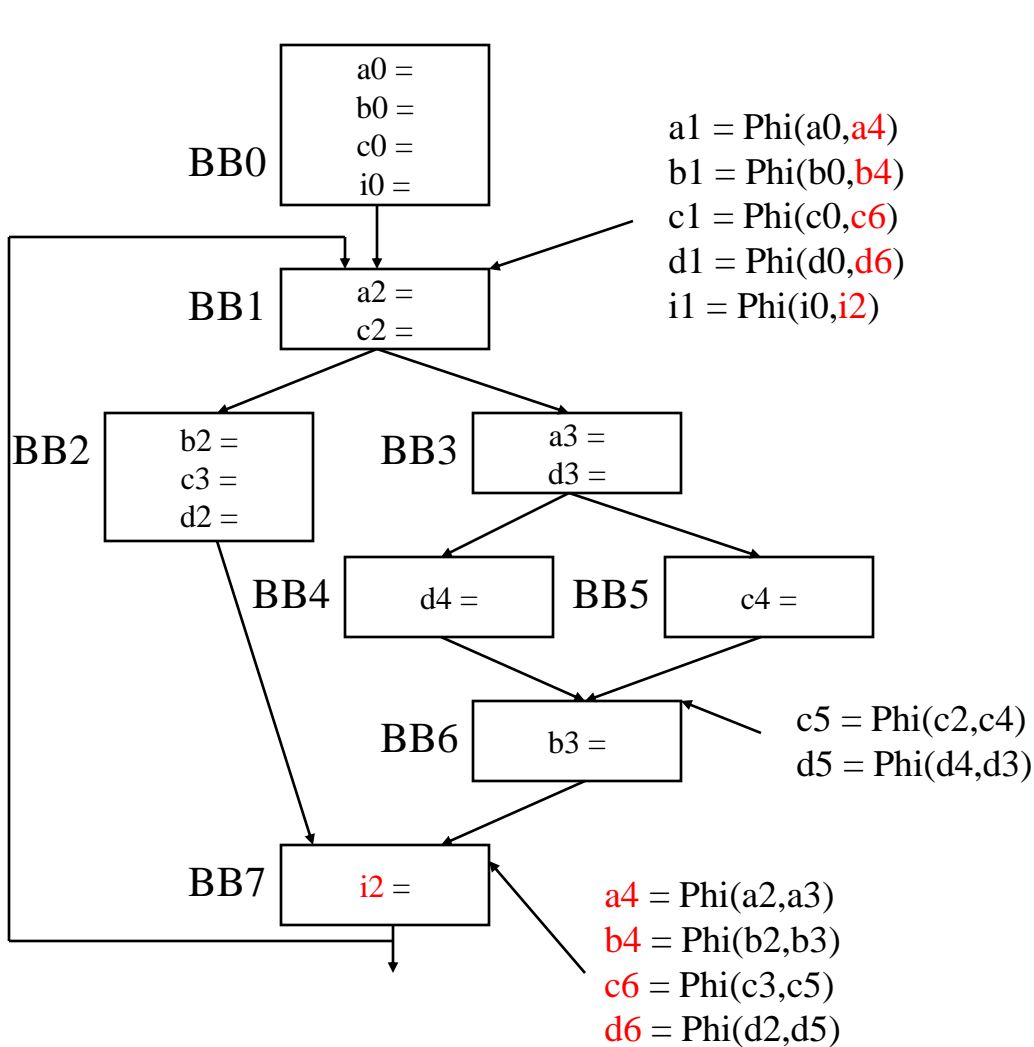 a0 =
b0 =
c0 =
i0 =
BB0
a1 = Phi(a0,a4)
b1 = Phi(b0,b4)
c1 = Phi(c0,c6)
d1 = Phi(d0,d6)
i1 = Phi(i0,i2)
BB1
a2 =
c2 =
BB2
b2 =
c3 =
d2 =
BB3
a3 =
d3 =
BB4
d4 =
BB5
c4 =
BB6
b3 =
c5 = Phi(c2,c4)
d5 = Phi(d4,d3)
BB7
i2 =
a4 = Phi(a2,a3)
b4 = Phi(b2,b3)
c6 = Phi(c3,c5)
d6 = Phi(d2,d5)